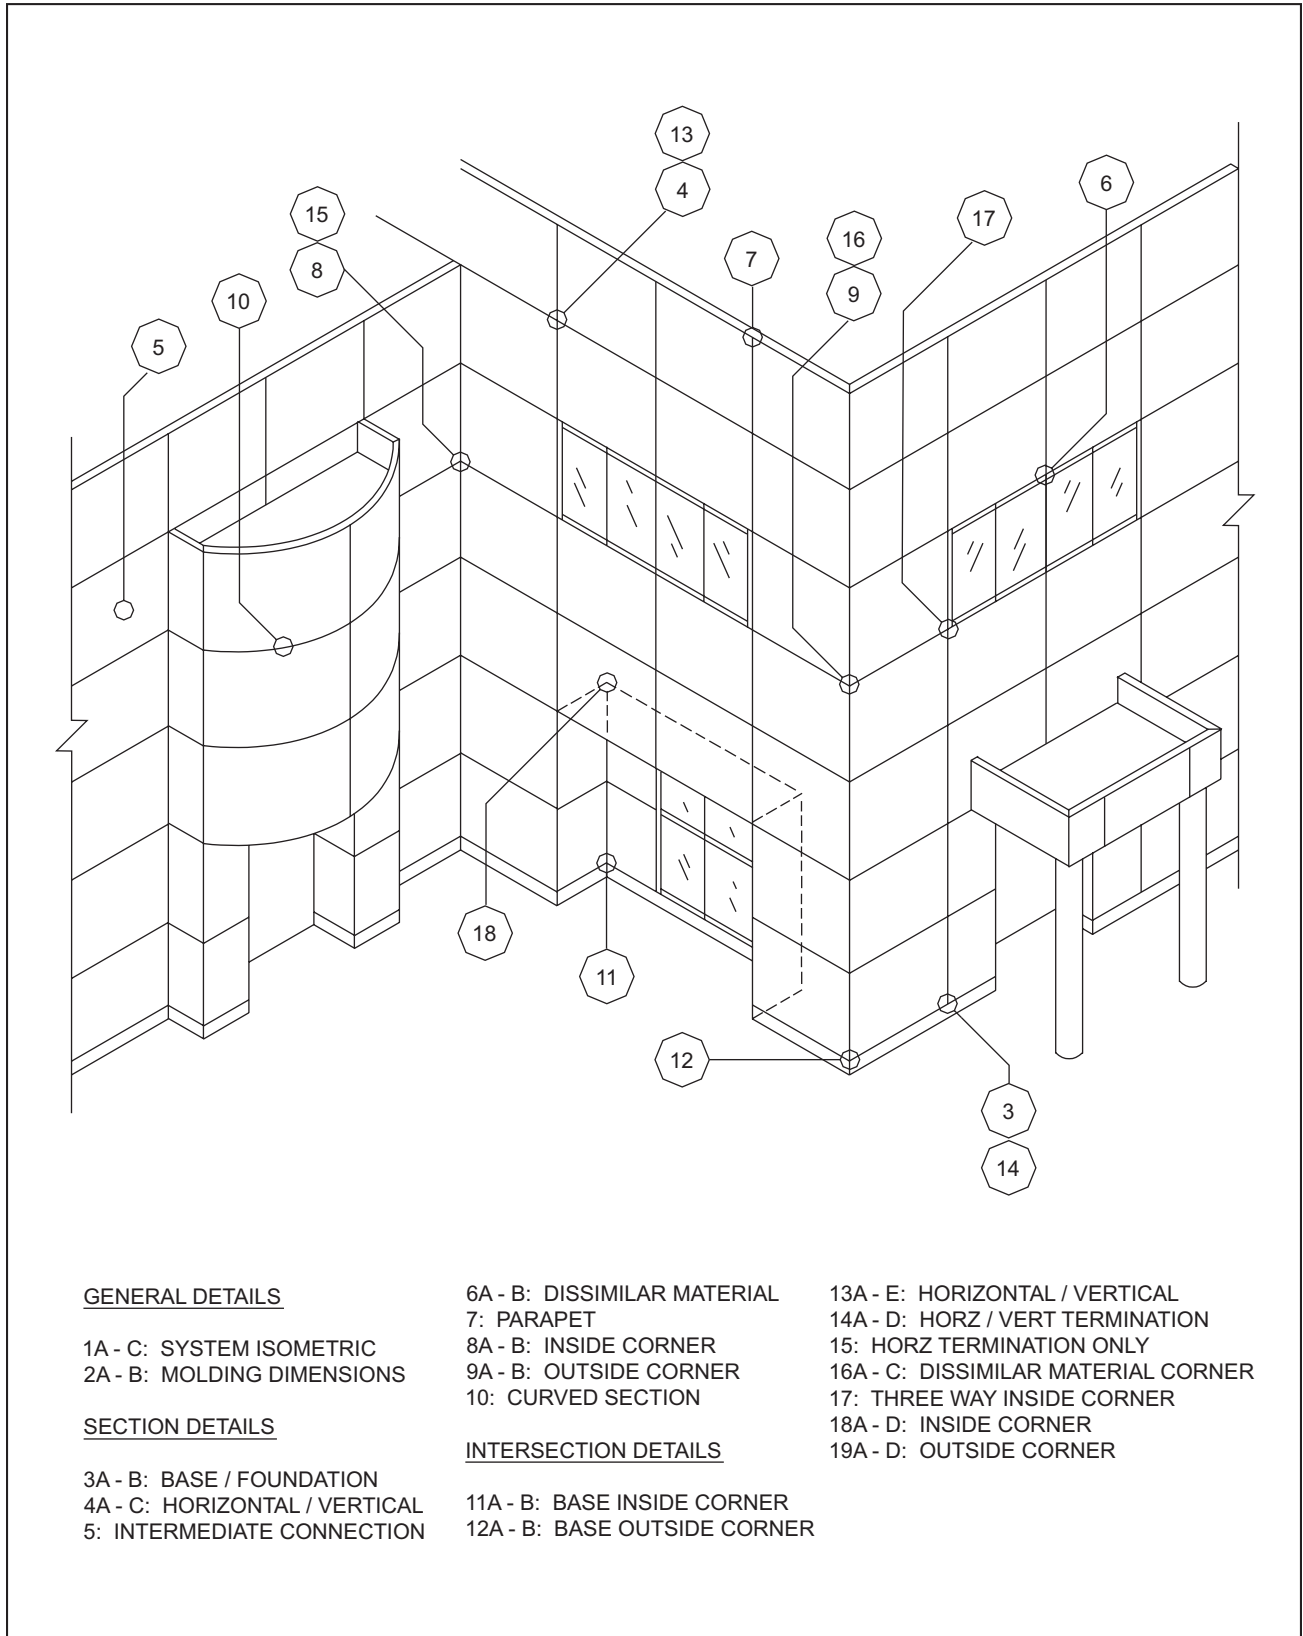 13
4
6
15
8
17
16
9
7
10
5
18
11
12
3
14
GENERAL DETAILS
1A - C: SYSTEM ISOMETRIC
2A - B: MOLDING DIMENSIONS
SECTION DETAILS
3A - B: BASE / FOUNDATION
4A - C: HORIZONTAL / VERTICAL
5: INTERMEDIATE CONNECTION
6A - B: DISSIMILAR MATERIAL
7: PARAPET
8A - B: INSIDE CORNER
9A - B: OUTSIDE CORNER
10: CURVED SECTION
INTERSECTION DETAILS
11A - B: BASE INSIDE CORNER
12A - B: BASE OUTSIDE CORNER
13A - E: HORIZONTAL / VERTICAL
14A - D: HORZ / VERT TERMINATION
15: HORZ TERMINATION ONLY
16A - C: DISSIMILAR MATERIAL CORNER
17: THREE WAY INSIDE CORNER
18A - D: INSIDE CORNER
19A - D: OUTSIDE CORNER